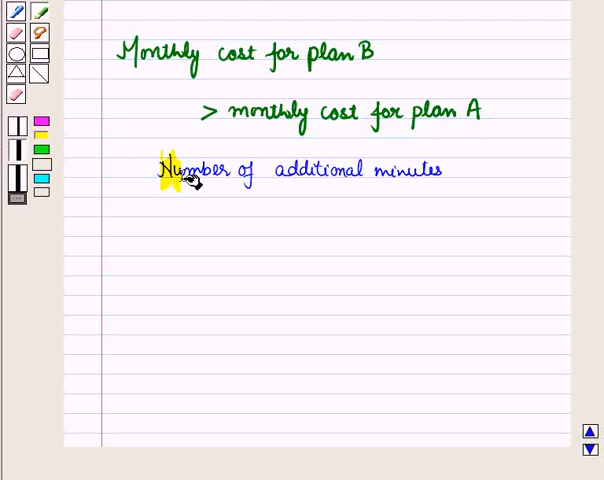 Monthly cost for plan B
> monthly cost for plan A
Number of additional minutes